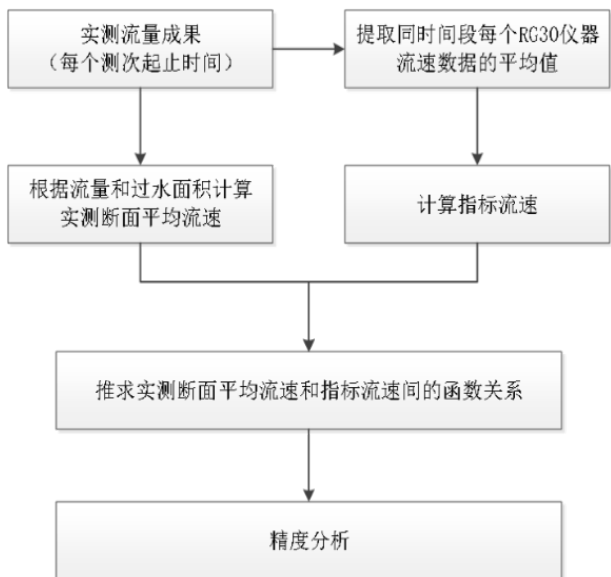 实测流量成果
（每个测次起止时间）
提取同时间段每个RG30仪器
流速数据的平均值
根据流量和过水面积计算
实测断面平均流速
计算指标流速
推求实测断面平均流速和指标流速间的函数关系
精度分析